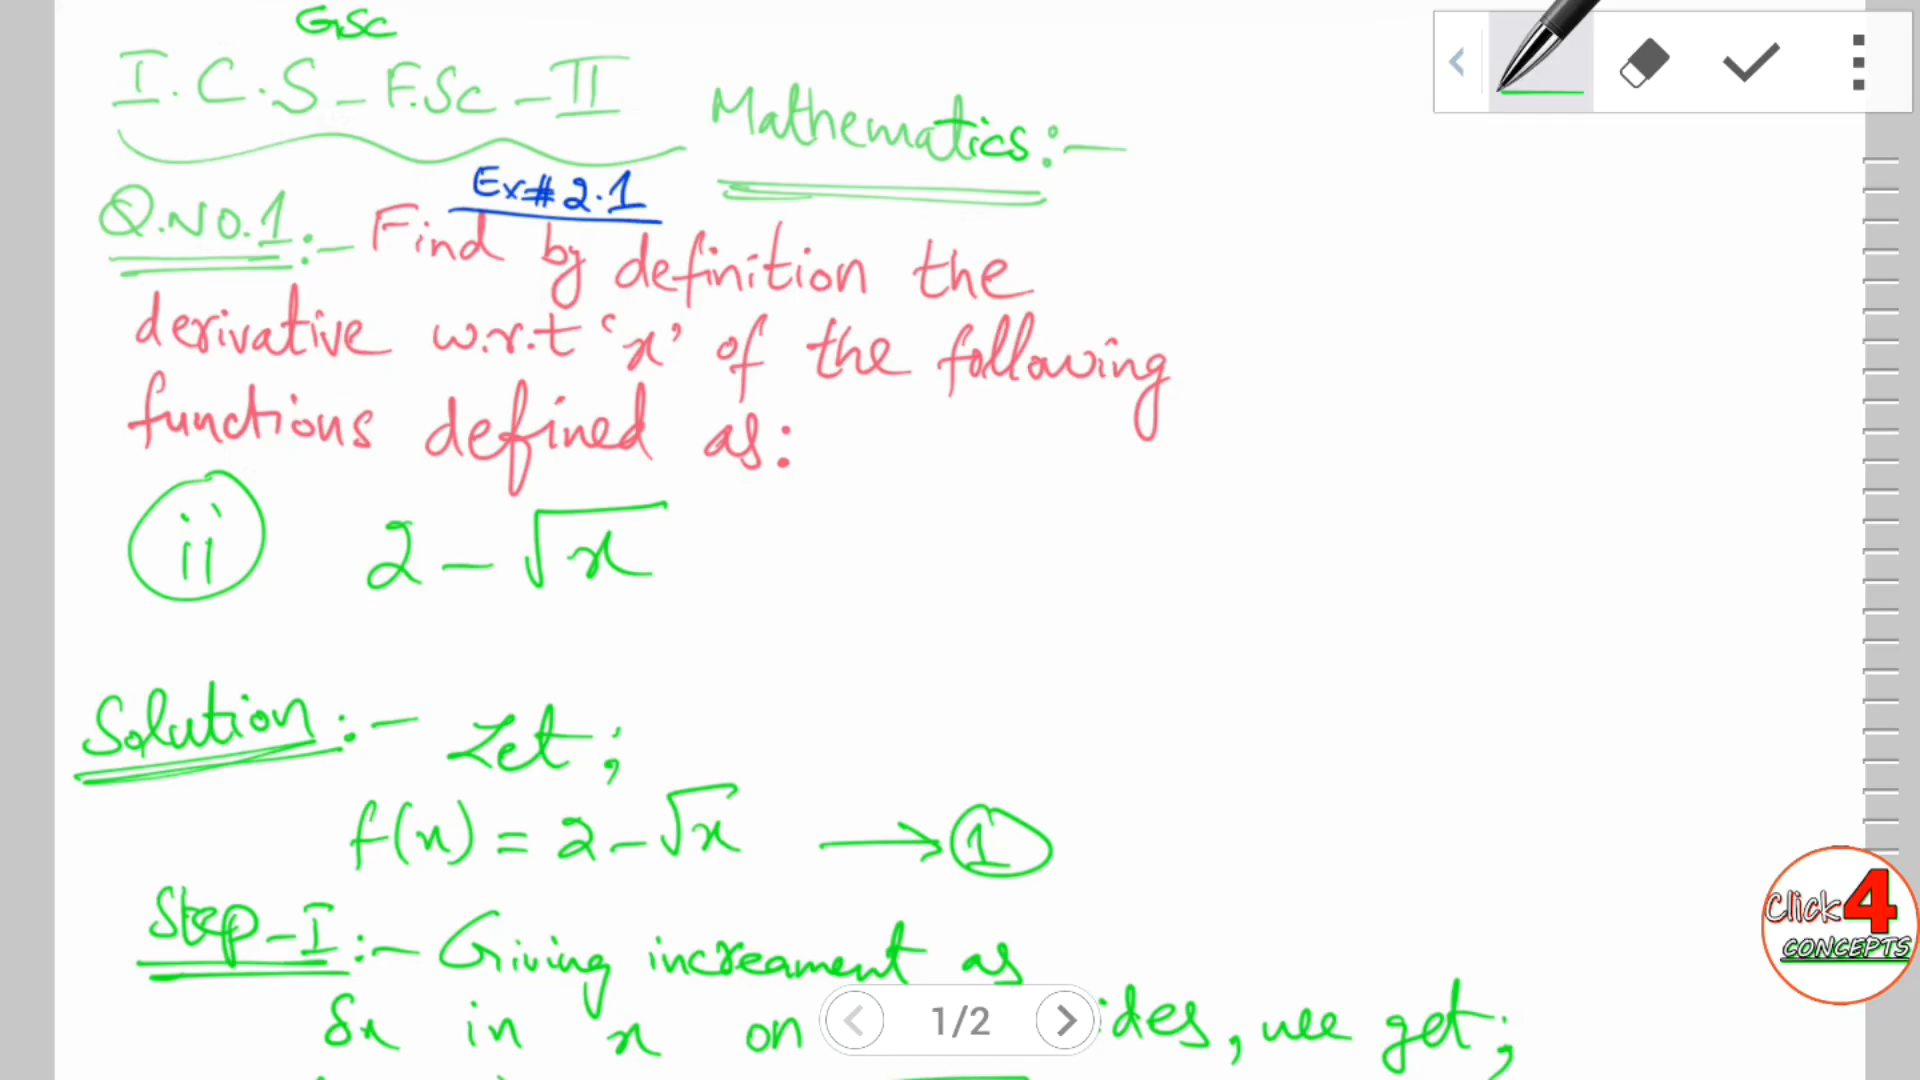 G.Sc
I.C.S-F.Sc-II Mathematics:-
Ex# 2.1
Q.No.1:- Find by definition the
derivative w.r.t 'x' of the following
functions defined as:
ii 2-√x
Solution:- Let;
f(x) = 2-√x → 1
Step-I:- Giving increament as
δx in x on ides, we get;
1/2
Click 4
CONCEPTS